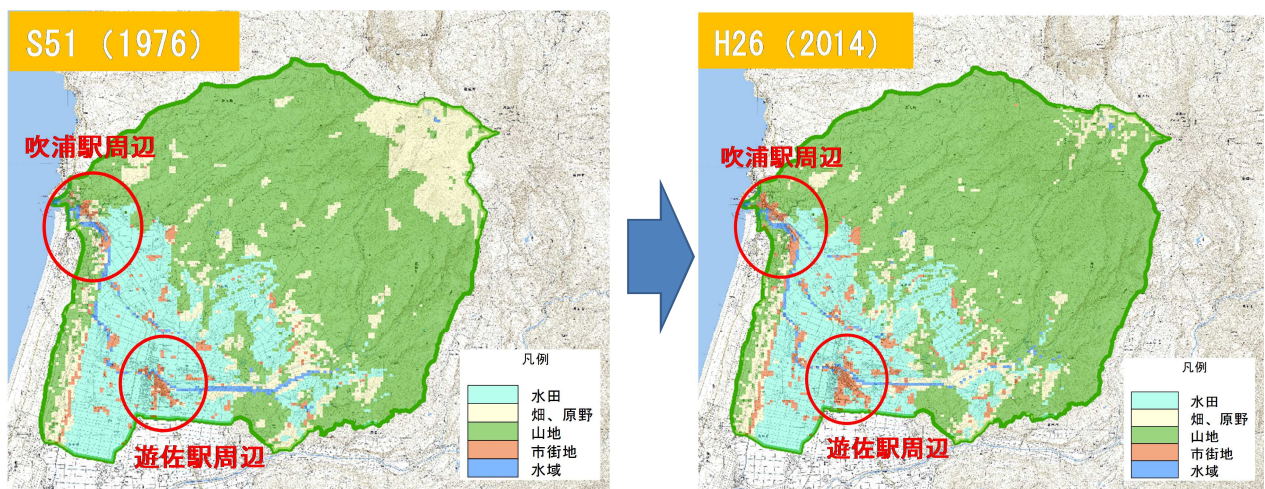 S51 (1976)
吹浦駅周辺
遊佐駅周辺
凡例
水田
畑、原野
山地
市街地
水域
H26 (2014)
吹浦駅周辺
遊佐駅周辺
凡例
水田
畑、原野
山地
市街地
水域